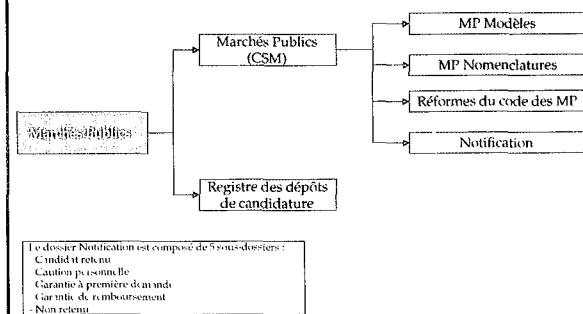 MP Modèles
Marchés Publics
(CSM)
MP Nomenclatures
Réformes du code des MP
Marchés Publics
Notification
Registre des dépôts
de candidature
Le dossier Notification est composé de 5 sous-dossiers :
Candidat retenu
Caution personnelle
Garantie à première demande
Garantie de remboursement
- Non retenu